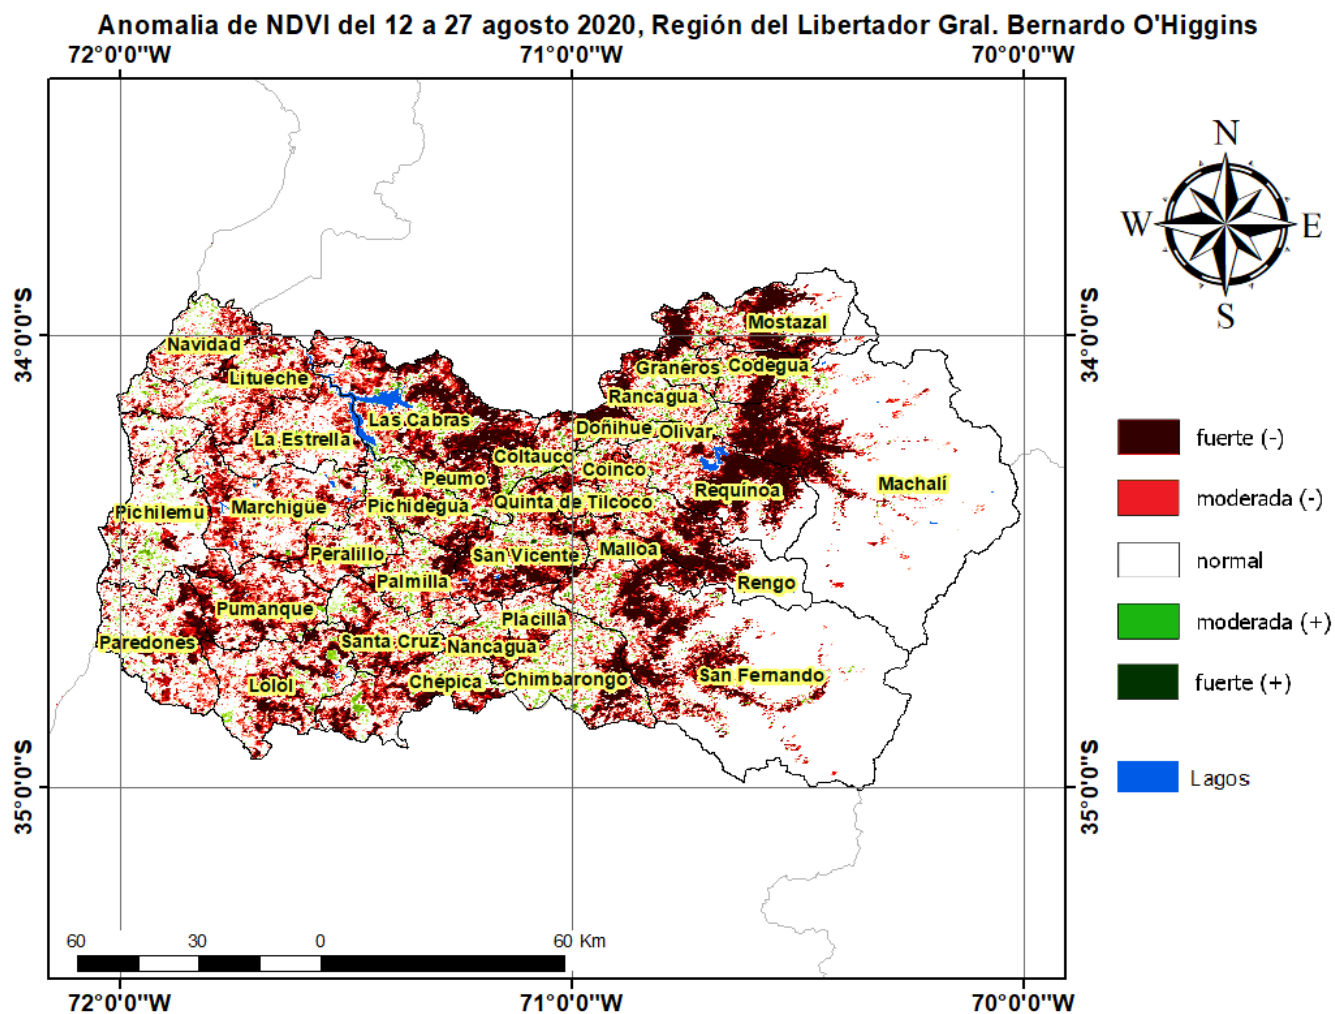 Anomalia de NDVI del 12 a 27 agosto 2020, Región del Libertador Gral. Bernardo O'Higgins
72°0'0"W 71°0'0"W 70°0'0"W
N
W E
S
34°0'0"S 34°0'0"S
Mostazal
Navidad
Graneros Codegua
Litueche
Rancagua
Las Cabras
Doñihue Olivar
La Estrella
Coltauco
Coinco
Peumo
Machalí
Requínoa
Quinta de Tilcoco
Pichilemu Marchigüe Pichidegua
Malloa
Peralillo San Vicente
Palmilla Rengo
Pumanque
Placilla
Paredones Santa Cruz Nancagua
San Fernando
Lolol Chépica Chimbarongo
fuerte (-)
moderada (-)
normal
moderada (+)
fuerte (+)
Lagos
35°0'0"S 35°0'0"S
60 30 0 60 Km
72°0'0"W 71°0'0"W 70°0'0"W